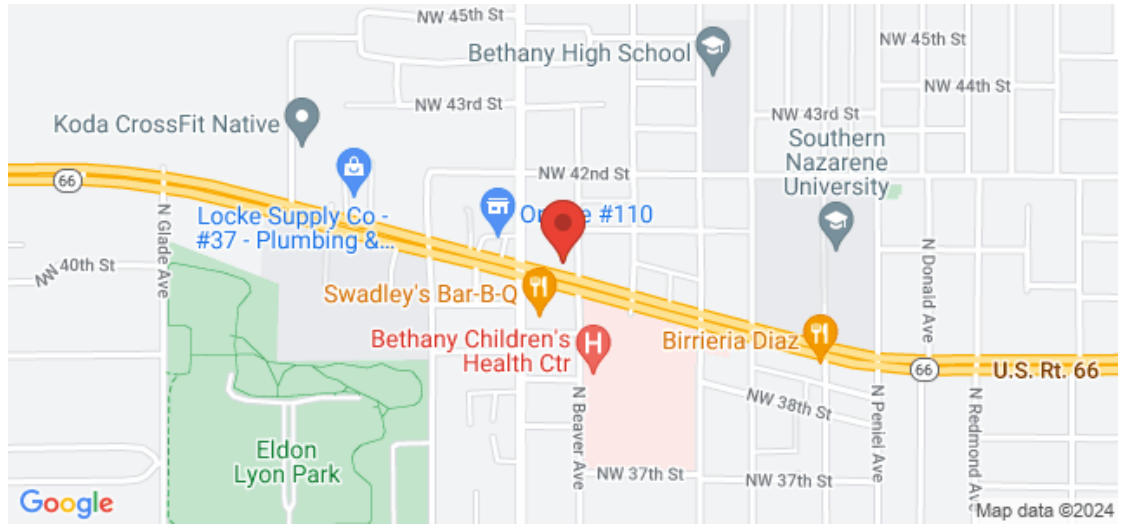 NW 45th St
Bethany High School
NW 45th St
NW 44th St
NW 43rd St
NW 43rd St
Koda CrossFit Native
Southern
Nazarene
University
NW 42nd St
66
Locke Supply Co -
#37 - Plumbing &...
#110
N Glade Ave
NW 40th St
Swadley's Bar-B-Q
N Donald Ave
Bethany Children's
Health Ctr
H
Birrieria Diaz
66
U.S. Rt. 66
NW 38th St
N Beaver Ave
N Peniel Ave
N Redmond Ave
Eldon
Lyon Park
NW 37th St
NW 37th St
Google
Map data ©2024